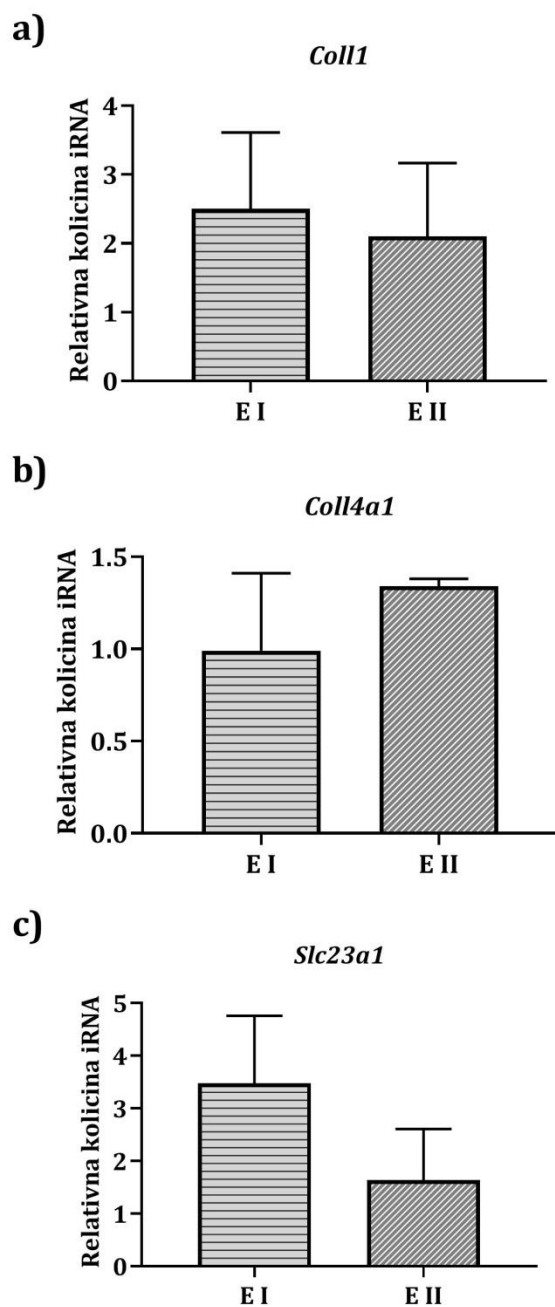 a)
Coll1
Relativna kolicina iRNA
4
3
2
1
0
E I E II
b)
Coll4a1
Relativna kolicina iRNA
1.5
1.0
0.5
0.0
E I E II
c)
Slc23a1
Relativna kolicina iRNA
5
4
3
2
1
0
E I E II